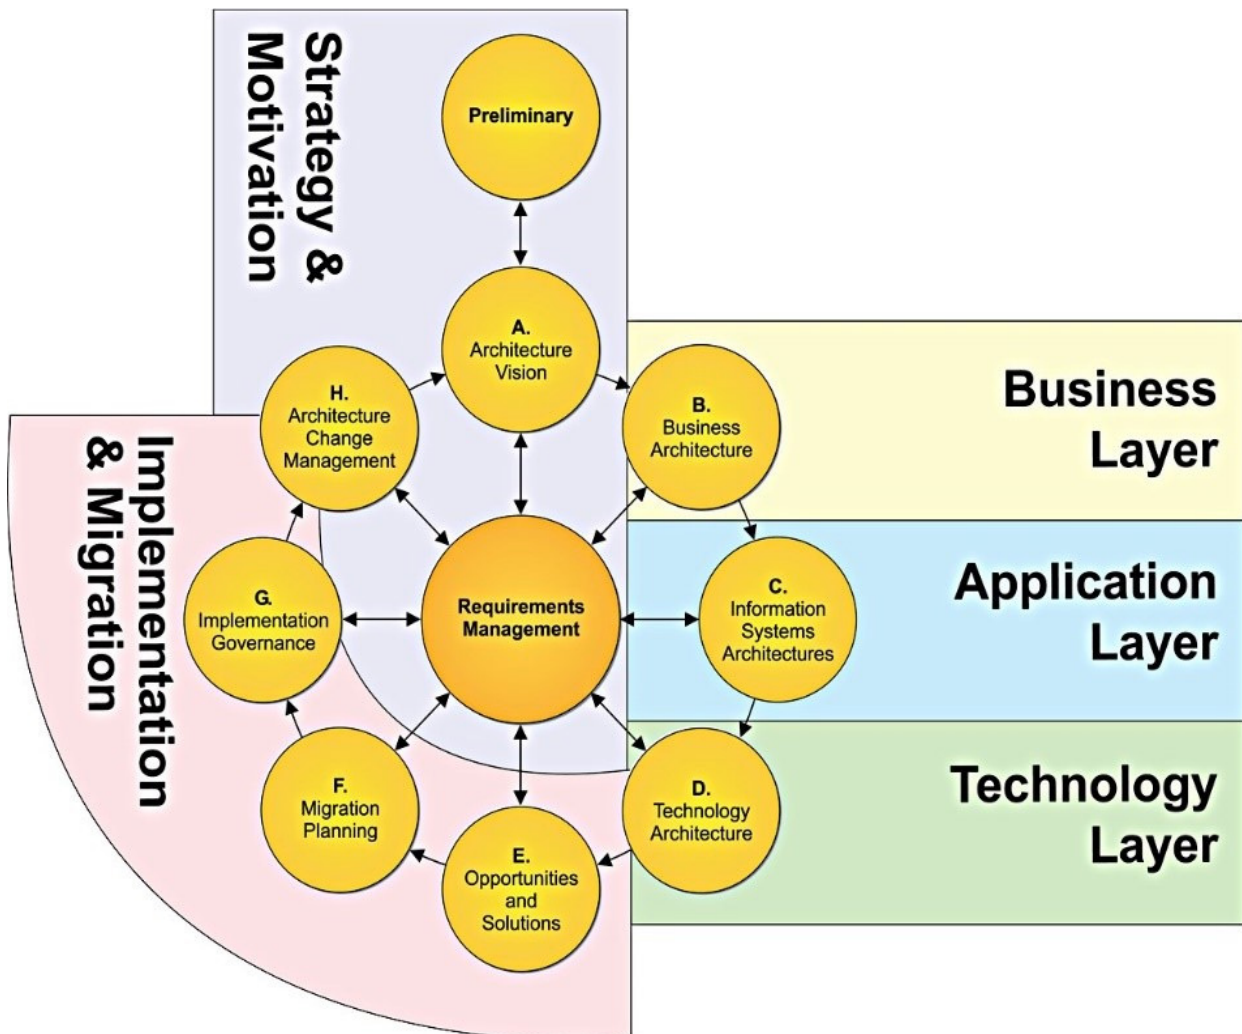 Strategy &
Motivation
Preliminary
A.
Architecture
Vision
H.
Architecture
Change
Management
B.
Business
Architecture
Business
Layer
Implementation
& Migration
G.
Implementation
Governance
Requirements
Management
C.
Information
Systems
Architectures
Application
Layer
F.
Migration
Planning
E.
Opportunities
and
Solutions
D.
Technology
Architecture
Technology
Layer